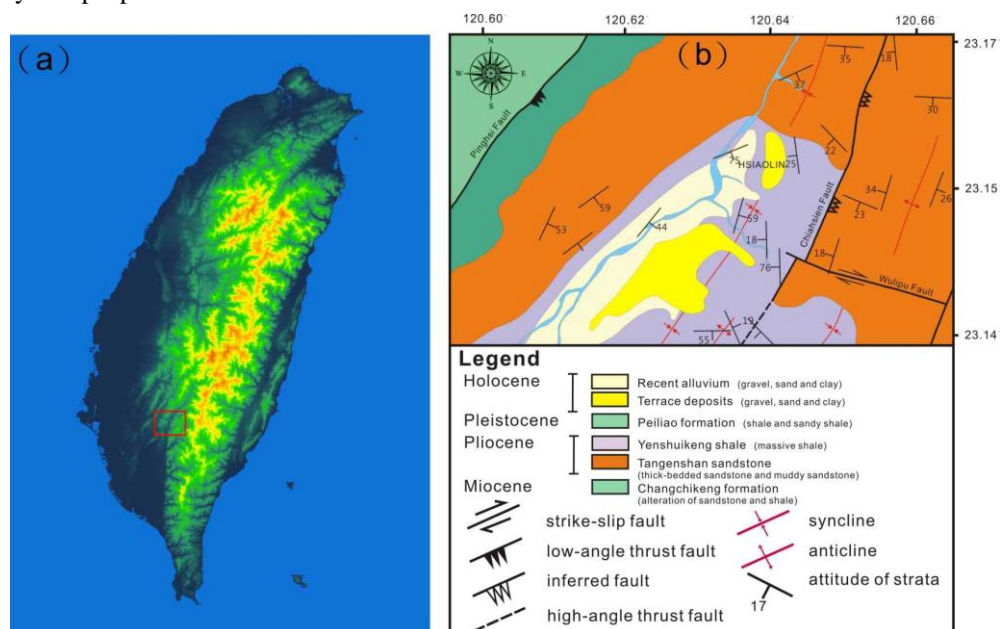 (a)
120.60
120.62
120.64
120.66
23.17
(b)
N
W
E
S
Pinghsi Fault
35
18
37
30
22
75
HSIAOLIN
25
59
53
44
59
34
26
23
Chiahsien Fault
18
18
76
Wulipu Fault
23.15
19
55
23.14
Legend
Holocene
Recent alluvium (gravel, sand and clay)
Terrace deposits (gravel, sand and clay)
Pleistocene
Peiliao formation (shale and sandy shale)
Pliocene
Yenshuikeng shale (massive shale)
Tangenshan sandstone
(thick-bedded sandstone and muddy sandstone)
Miocene
Changchikeng formation
(alteration of sandstone and shale)
strike-slip fault
syncline
low-angle thrust fault
anticline
inferred fault
attitude of strata
17
high-angle thrust fault